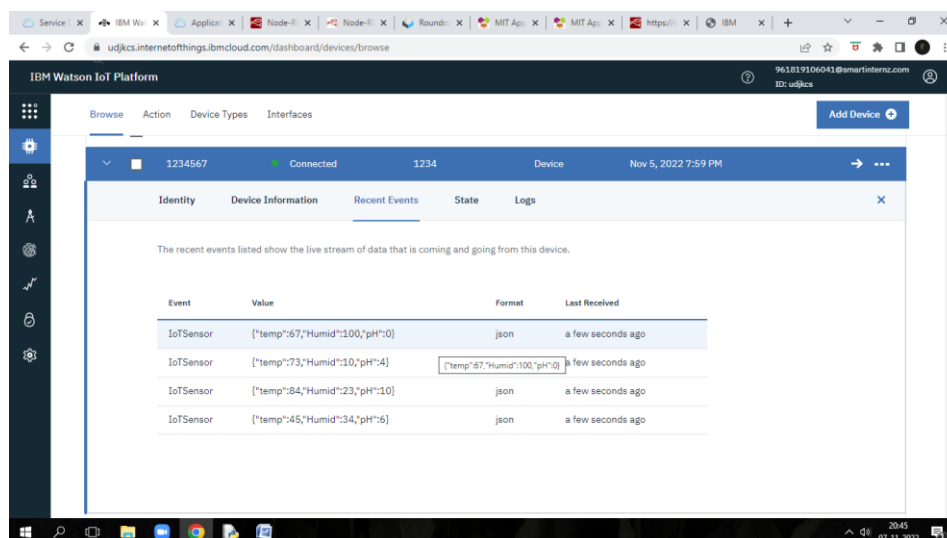 Service
IBM Wat
Applicat
Node-R
Node-R
Roundc
MIT App
MIT App
https://
IBM
udjkcs.internetofthings.ibmcloud.com/dashboard/devices/browse
IBM Watson IoT Platform
961819106041@smartinternz.com
ID: udjkcs
Browse Action Device Types Interfaces
Add Device
1234567 Connected 1234 Device Nov 5, 2022 7:59 PM
Identity Device Information Recent Events State Logs
The recent events listed show the live stream of data that is coming and going from this device.
Event Value Format Last Received
IoTSensor {"temp":67,"Humid":100,"pH":0} json a few seconds ago
IoTSensor {"temp":73,"Humid":10,"pH":4} a few seconds ago
{"temp":67,"Humid":100,"pH":0}
IoTSensor {"temp":84,"Humid":23,"pH":10} json a few seconds ago
IoTSensor {"temp":45,"Humid":34,"pH":6} json a few seconds ago
20:45
07-11-2022